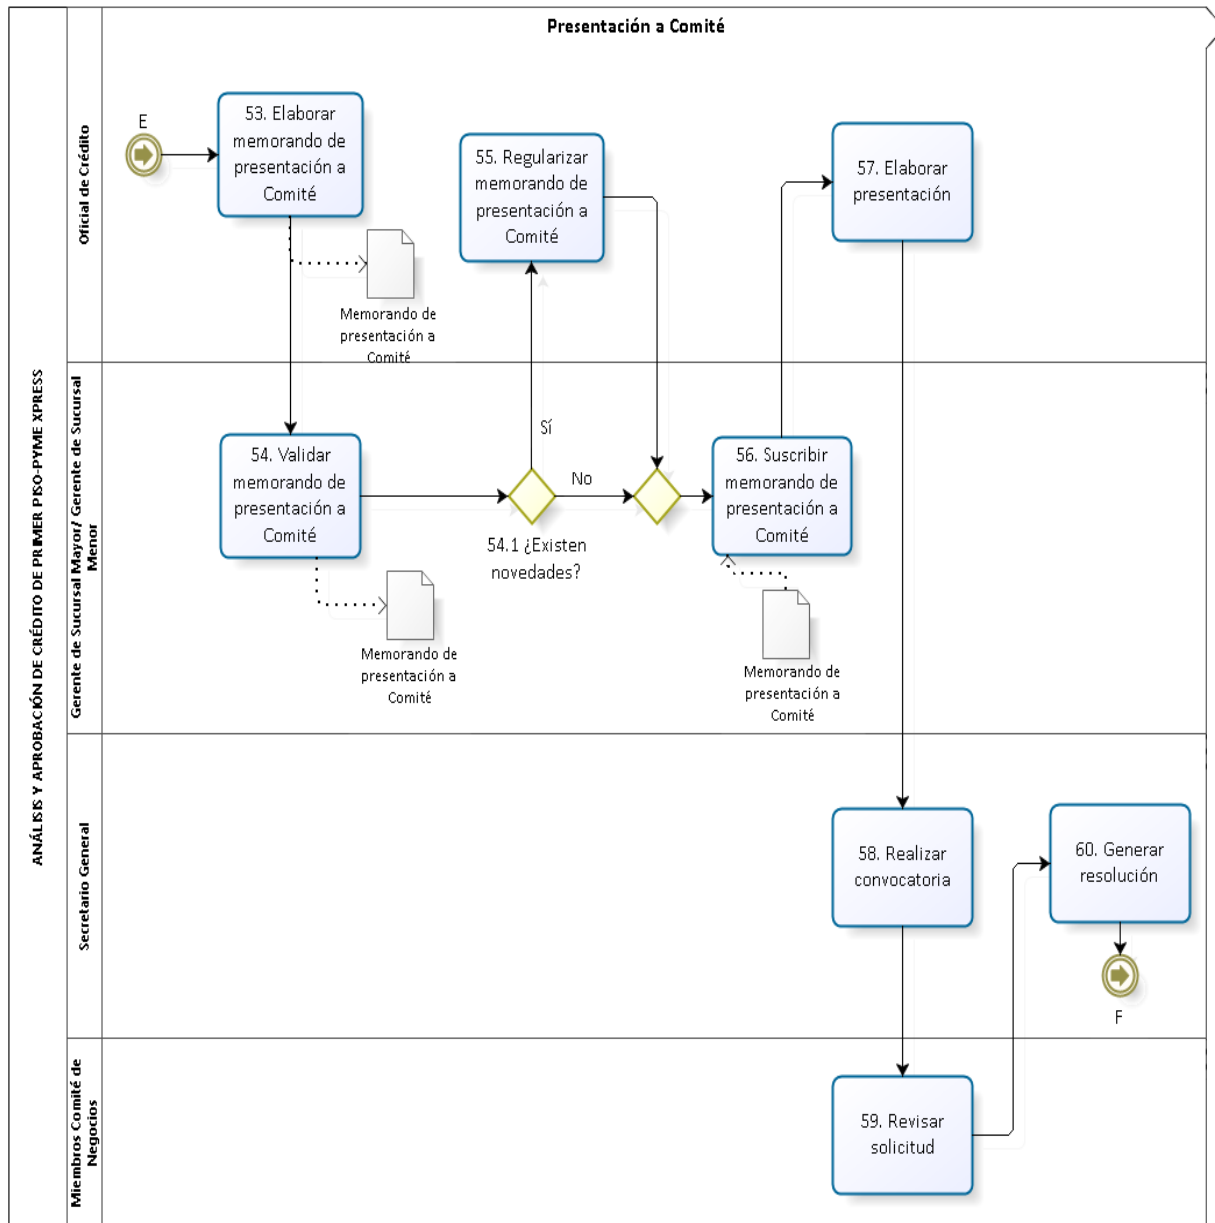 Presentación a Comité
ANÁLISIS Y APROBACIÓN DE CRÉDITO DE PRIMER PISO-PYME XPRESS
Oficial de Crédito
E
53. Elaborar
memorando de
presentación a
Comité
Memorando de
presentación a
Comité
55. Regularizar
memorando de
presentación a
Comité
57. Elaborar
presentación
Gerente de Sucursal Mayor/ Gerente de Sucursal
Menor
54. Validar
memorando de
presentación a
Comité
Memorando de
presentación a
Comité
Sí
No
54.1 ¿Existen
novedades?
56. Suscribir
memorando de
presentación a
Comité
Memorando de
presentación a
Comité
Secretario General
58. Realizar
convocatoria
60. Generar
resolución
F
Miembros Comité de
Negocios
59. Revisar
solicitud